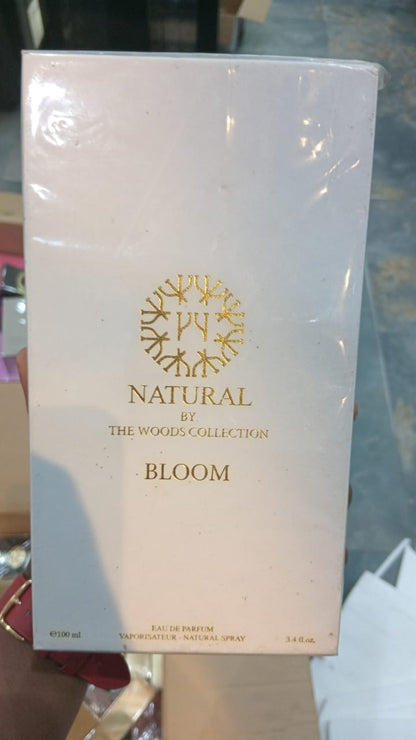 NATURAL
BY
THE WOODS COLLECTION
BLOOM
EAU DE PARFUM
℮100 ml VAPORISATEUR - NATURAL SPRAY 3.4 fl.oz.